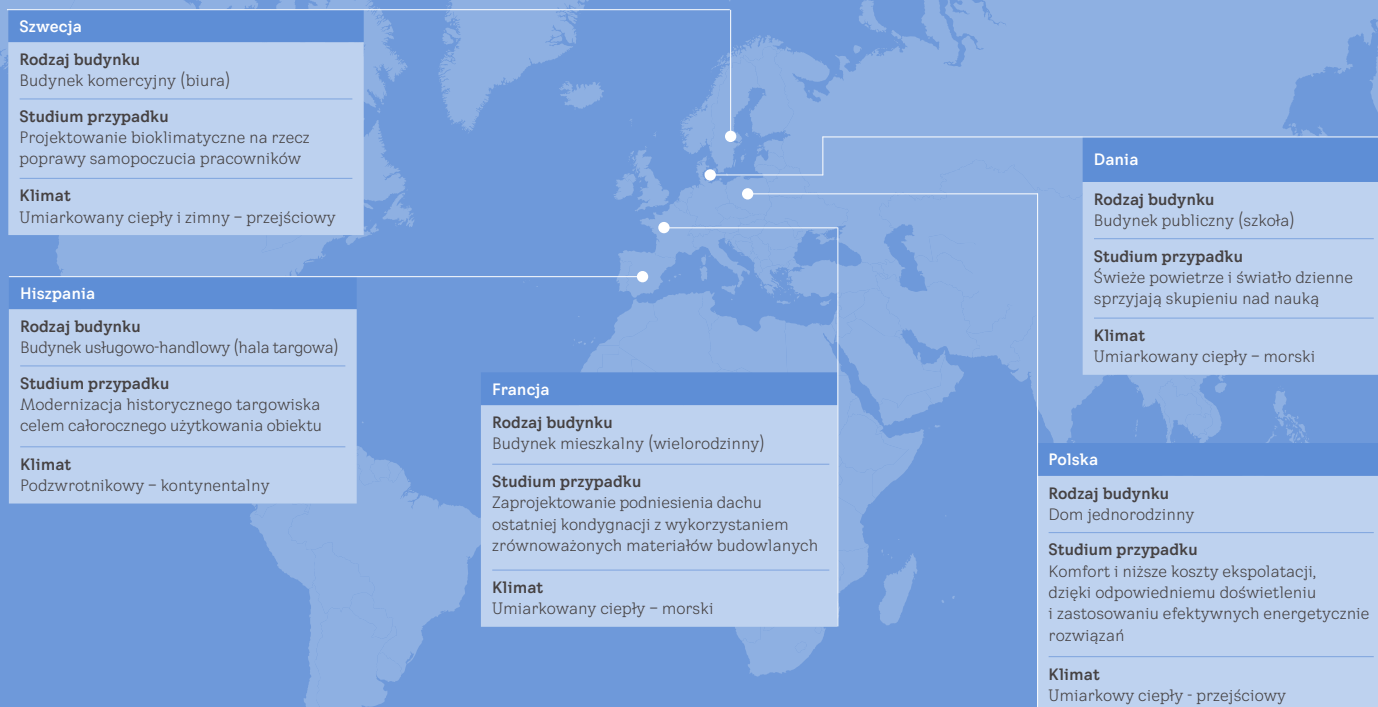 Szwecja
Rodzaj budynku
Budynek komercyjny (biura)
Studium przypadku
Projektowanie bioklimatyczne na rzecz
poprawy samopoczucia pracowników
Klimat
Umiarkowany ciepły i zimny – przejściowy
Hiszpania
Rodzaj budynku
Budynek usługowo-handlowy (hala targowa)
Studium przypadku
Modernizacja historycznego targowiska
celem całorocznego użytkowania obiektu
Klimat
Podzwrotnikowy – kontynentalny
Francja
Rodzaj budynku
Budynek mieszkalny (wielorodzinny)
Studium przypadku
Zaprojektowanie podniesienia dachu
ostatniej kondygnacji z wykorzystaniem
zrównoważonych materiałów budowlanych
Klimat
Umiarkowany ciepły – morski
Dania
Rodzaj budynku
Budynek publiczny (szkoła)
Studium przypadku
Świeże powietrze i światło dzienne
sprzyjają skupieniu nad nauką
Klimat
Umiarkowany ciepły – morski
Polska
Rodzaj budynku
Dom jednorodzinny
Studium przypadku
Komfort i niższe koszty ekspolatacji,
dzięki odpowiedniemu doświetleniu
i zastosowaniu efektywnych energetycznie
rozwiązań
Klimat
Umiarkowy ciepły - przejściowy